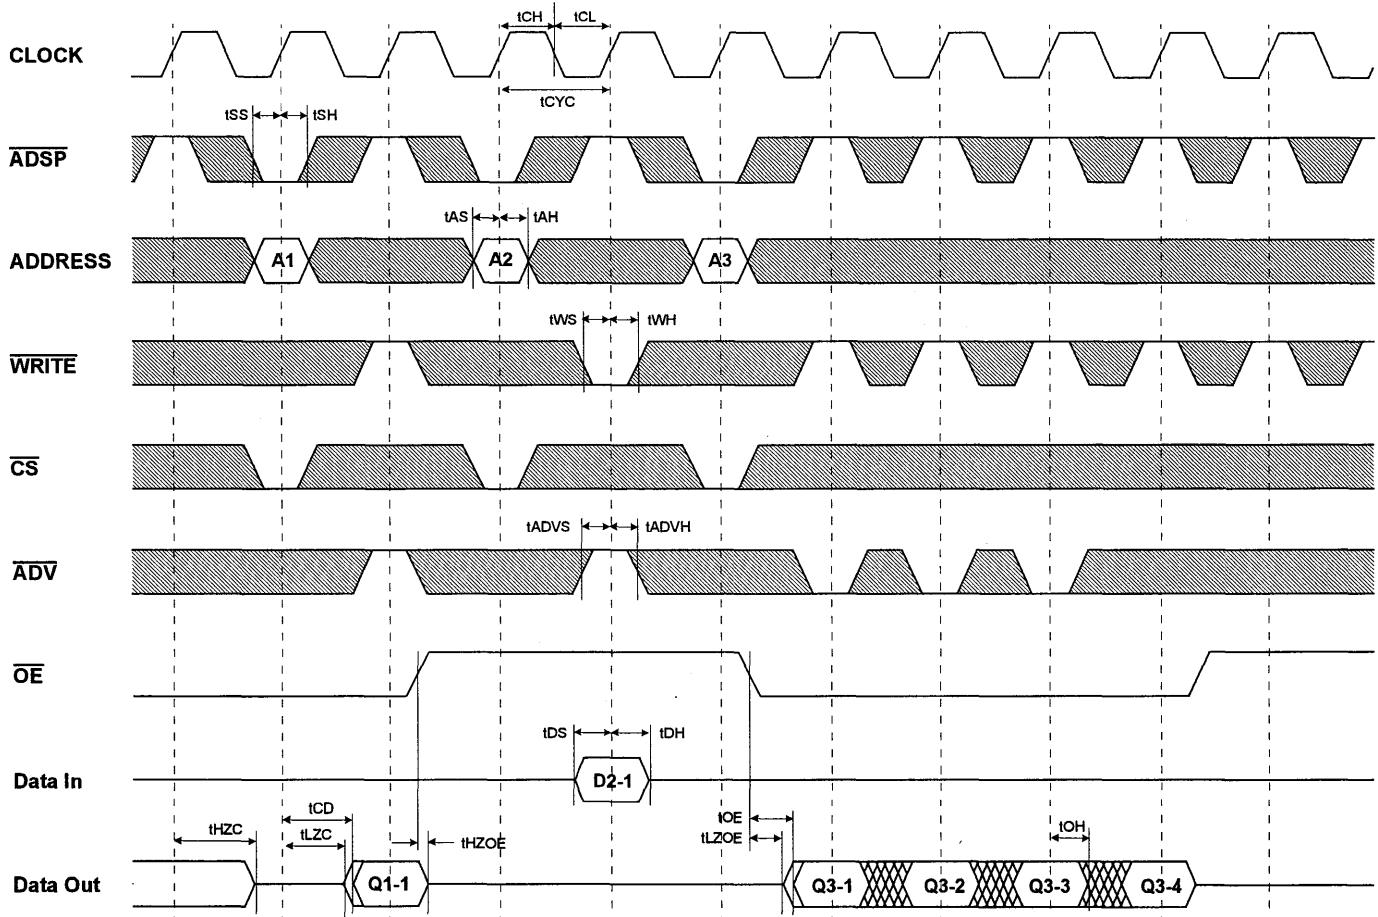 tCH tCL
CLOCK
tCYC
tSS tSH
ADSP
tAS tAH
ADDRESS A1 A2 A3
tWS tWH
WRITE
CS
tADVS tADVH
ADV
OE
tDS tDH
Data In D2-1
tCD tOE
tHZC tLZC tHZOE tLZOE tOH
Data Out Q1-1 Q3-1 Q3-2 Q3-3 Q3-4